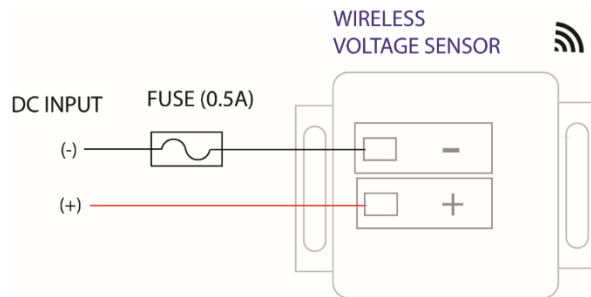 WIRELESS
VOLTAGE SENSOR
DC INPUT
FUSE (0.5A)
(-)
-
(+)
+